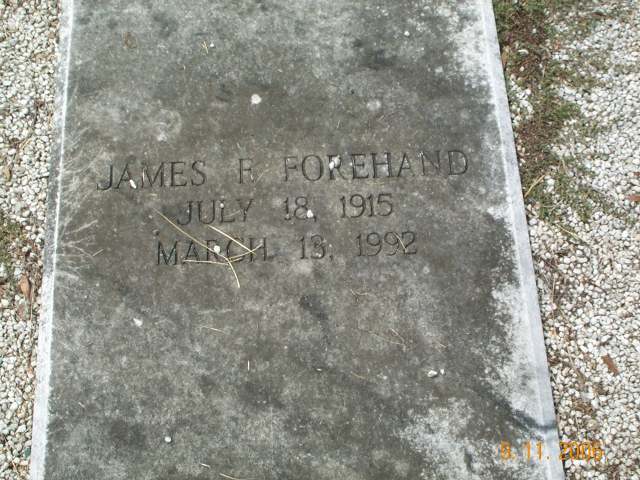 JAMES F. FOREHAND
JULY 18, 1915
MARCH 13, 1992
9.11.2006